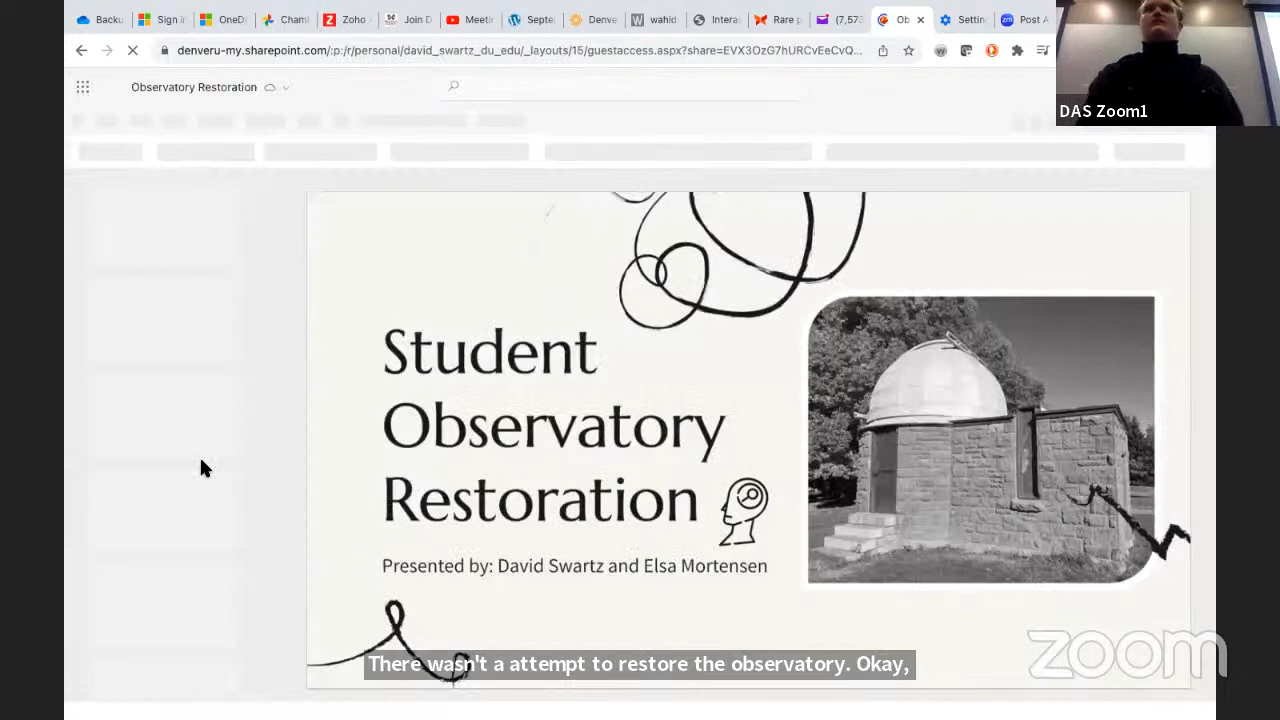 Backu
Sign i
OneD
Cham
Zoho
Join D
Meetin
Septe
Denve
wahid
Intera
Rare p
(7,573
Ob
Settin
Post A
denveru-my.sharepoint.com/:p:/r/personal/david_swartz_du_edu/_layouts/15/guestaccess.aspx?share=EVX3OzG7hURCvEeCvQ...
Observatory Restoration
DAS Zoom1
Student
Observatory
Restoration
Presented by: David Swartz and Elsa Mortensen
There wasn't a attempt to restore the observatory. Okay,
zoom